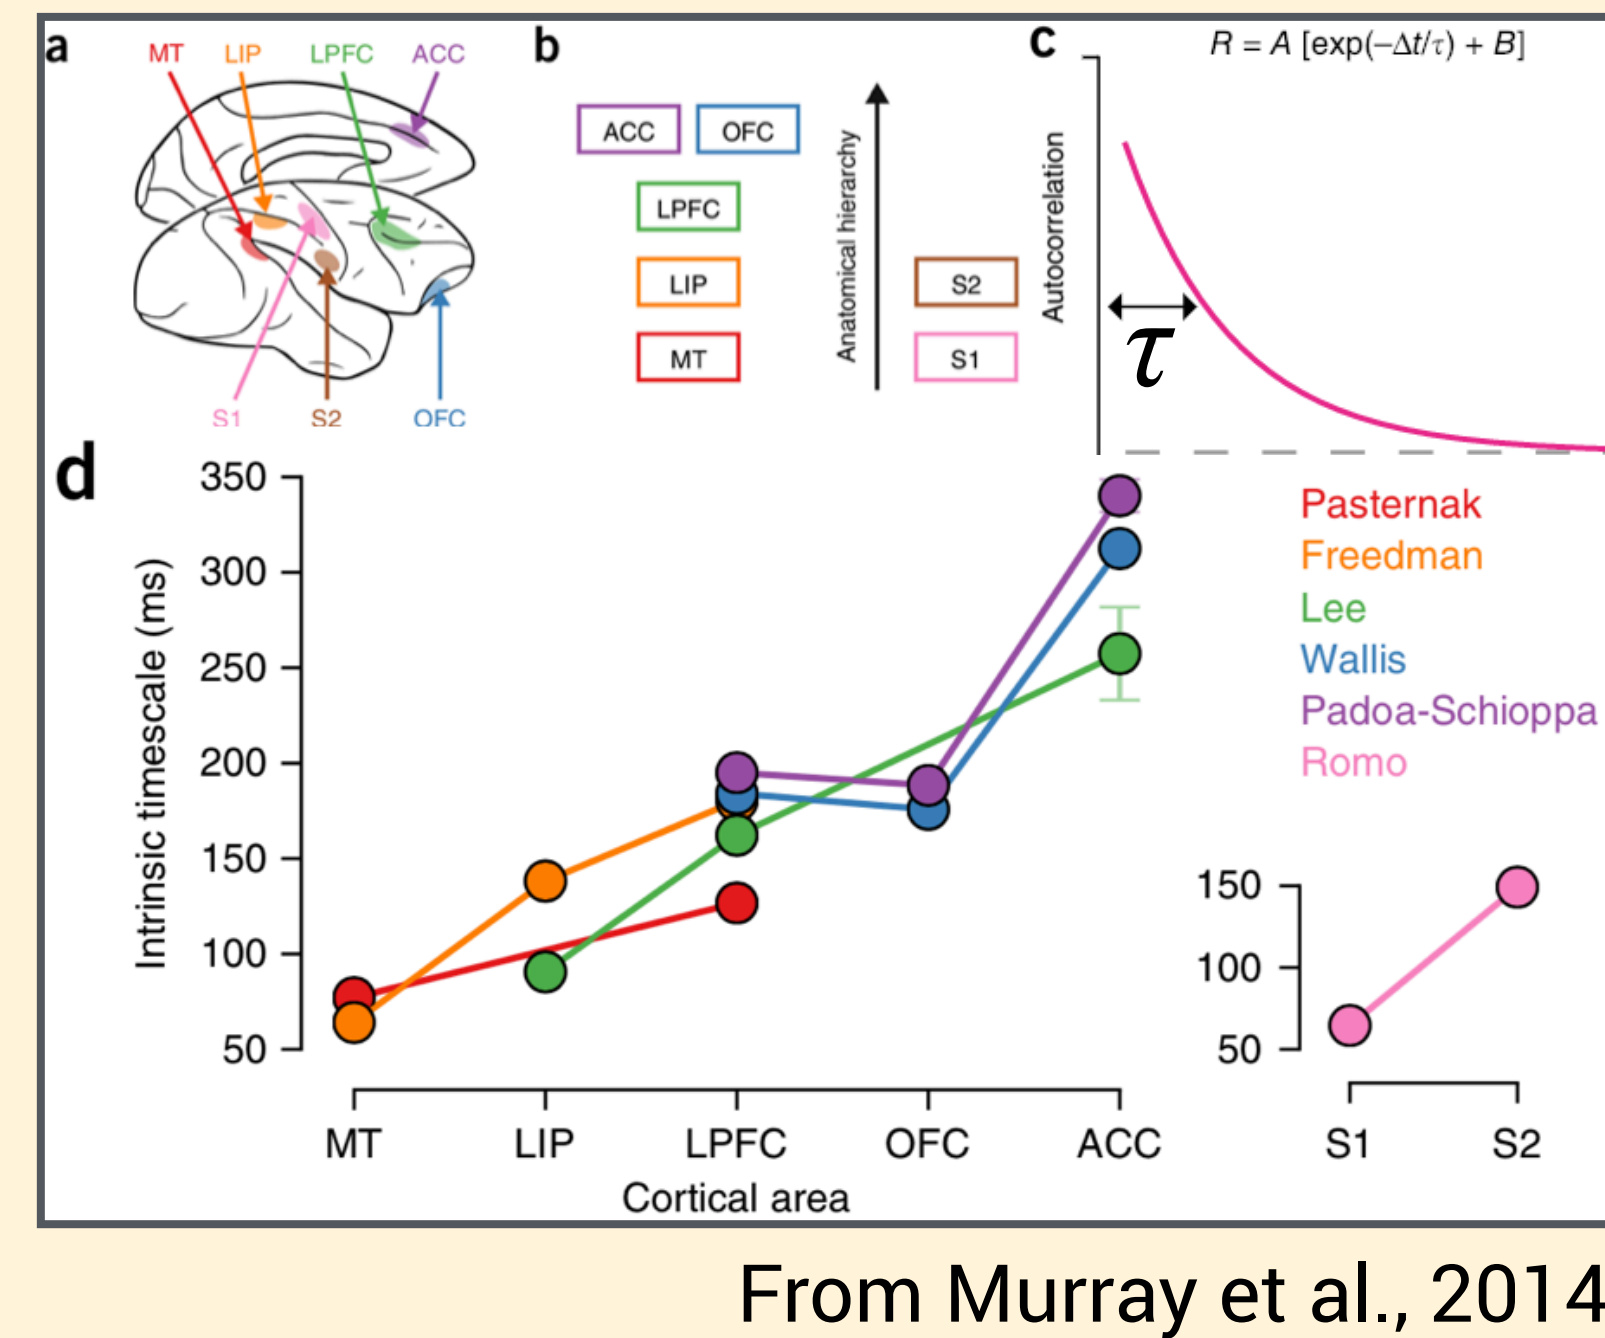 a
MT LIP LPFC ACC
S1 S2 OFC
b
ACC OFC
LPFC
LIP
MT
Anatomical hierarchy
S2
S1
c
R = A [exp(−Δt/τ) + B]
Autocorrelation
τ
d
Intrinsic timescale (ms)
350
300
250
200
150
100
50
MT LIP LPFC OFC ACC
Cortical area
Pasternak
Freedman
Lee
Wallis
Padoa-Schioppa
Romo
150
100
50
S1 S2
From Murray et al., 2014